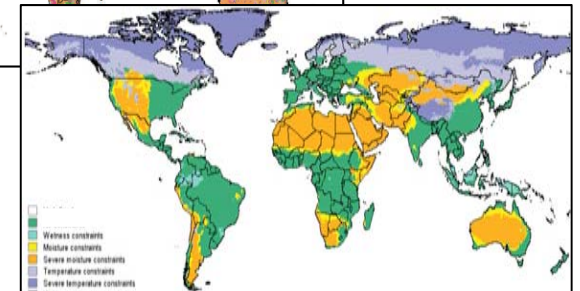 Wetness constraints
Moisture constraints
Severe moisture constraints
Temperature constraints
Severe temperature constraints